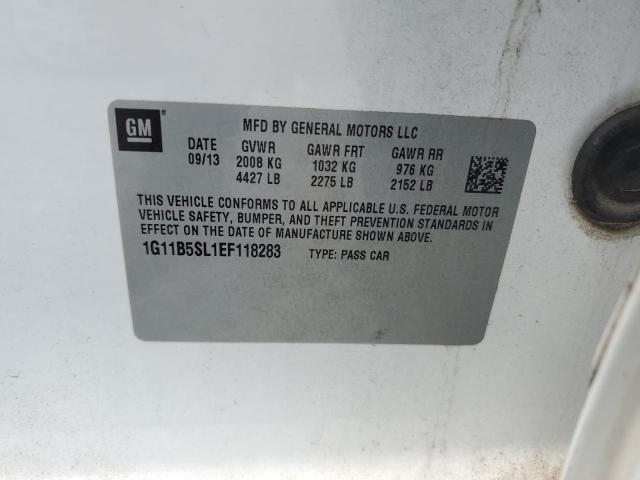 GM ®
MFD BY GENERAL MOTORS LLC
DATE GVWR GAWR FRT GAWR RR
09/13 2008 KG 1032 KG 976 KG
4427 LB 2275 LB 2152 LB
THIS VEHICLE CONFORMS TO ALL APPLICABLE U.S. FEDERAL MOTOR
VEHICLE SAFETY, BUMPER, AND THEFT PREVENTION STANDARDS IN
EFFECT ON THE DATE OF MANUFACTURE SHOWN ABOVE.
1G11B5SL1EF118283 TYPE: PASS CAR